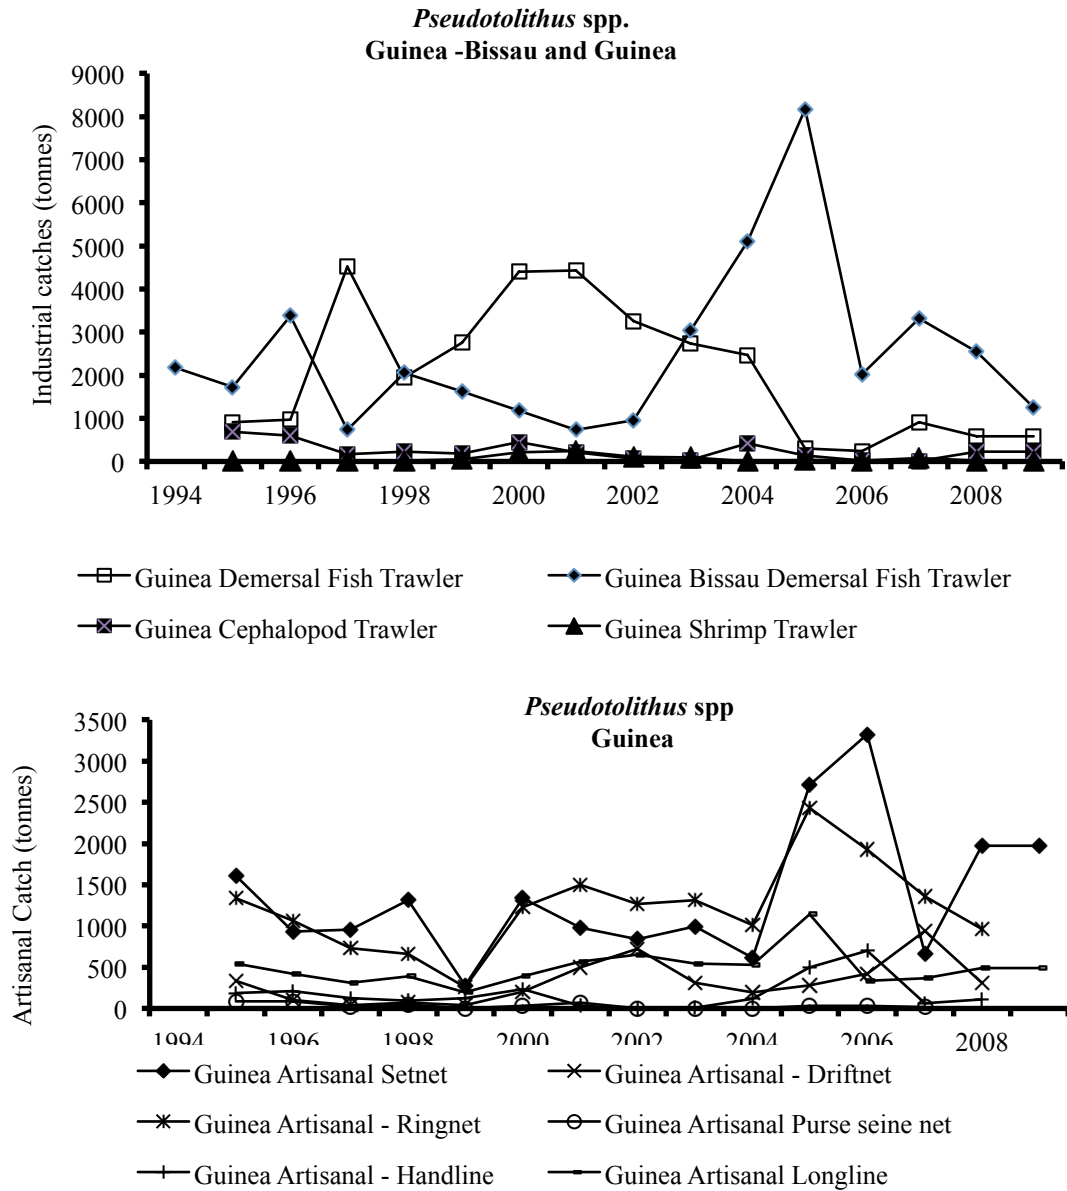 Pseudotolithus spp.
Guinea -Bissau and Guinea
Industrial catches (tonnes)
9000
8000
7000
6000
5000
4000
3000
2000
1000
0
1994 1996 1998 2000 2002 2004 2006 2008
Guinea Demersal Fish Trawler Guinea Bissau Demersal Fish Trawler
Guinea Cephalopod Trawler Guinea Shrimp Trawler
Pseudotolithus spp
Guinea
Artisanal Catch (tonnes)
3500
3000
2500
2000
1500
1000
500
0
1994 1996 1998 2000 2002 2004 2006 2008
Guinea Artisanal Setnet Guinea Artisanal - Driftnet
Guinea Artisanal - Ringnet Guinea Artisanal Purse seine net
Guinea Artisanal - Handline Guinea Artisanal Longline